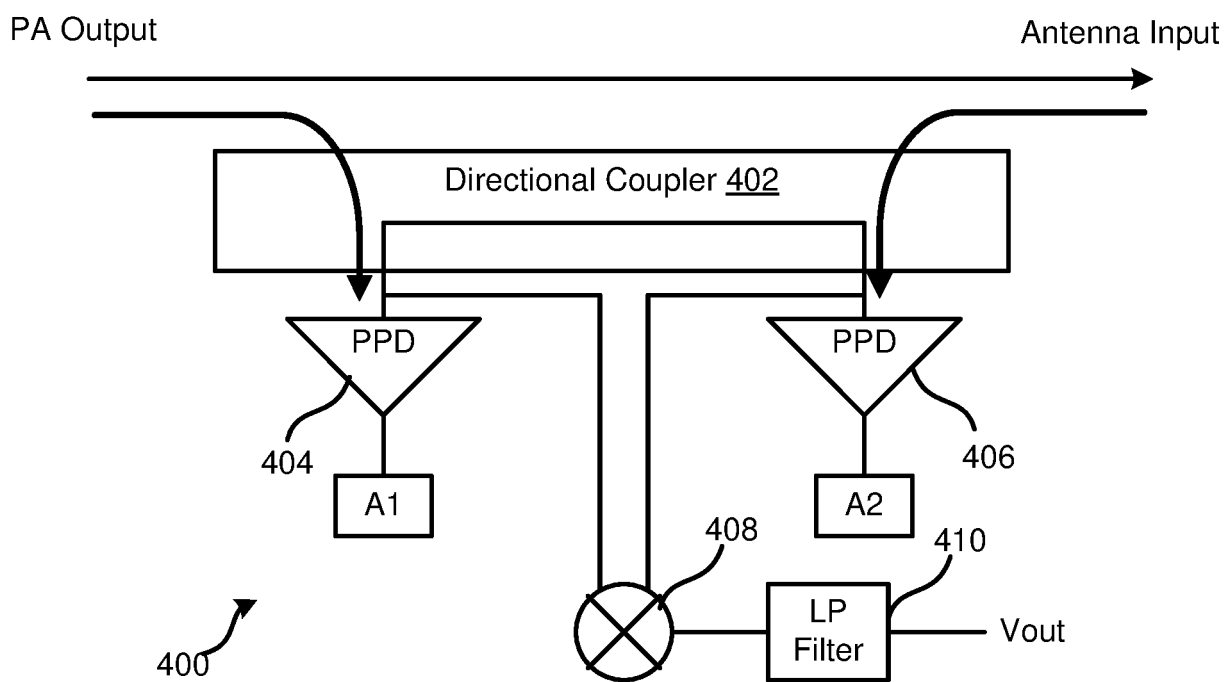 PA Output
Antenna Input
Directional Coupler 402
PPD
PPD
404
406
A1
A2
408
410
LP
Filter
Vout
400